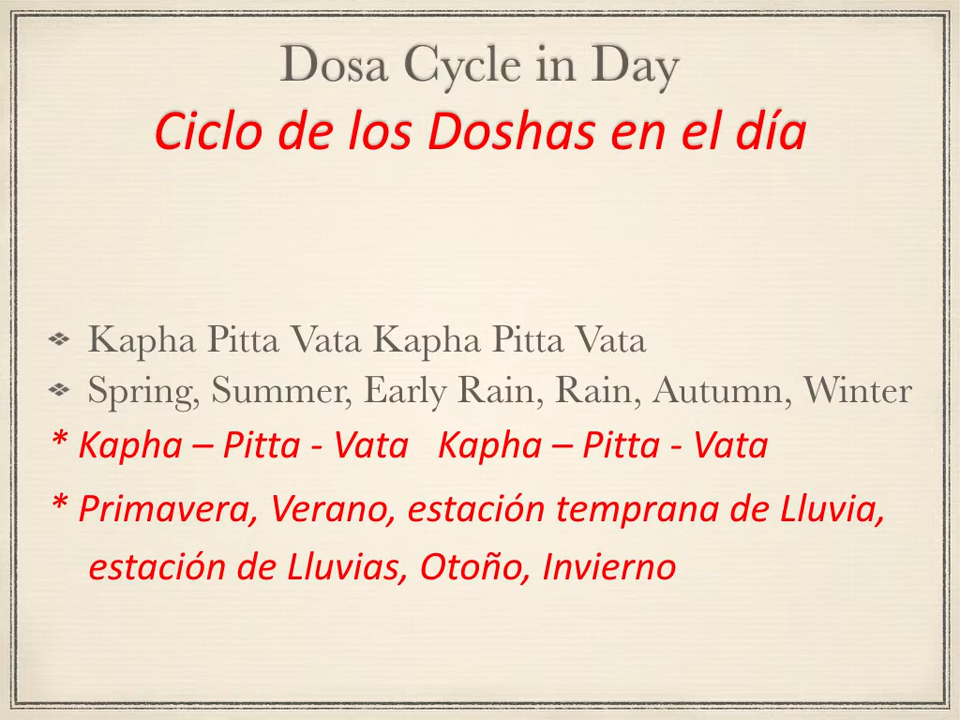 Dosa Cycle in Day
Ciclo de los Doshas en el día
Kapha Pitta Vata Kapha Pitta Vata
Spring, Summer, Early Rain, Rain, Autumn, Winter
* Kapha – Pitta - Vata   Kapha – Pitta - Vata
* Primavera, Verano, estación temprana de Lluvia,
estación de Lluvias, Otoño, Invierno